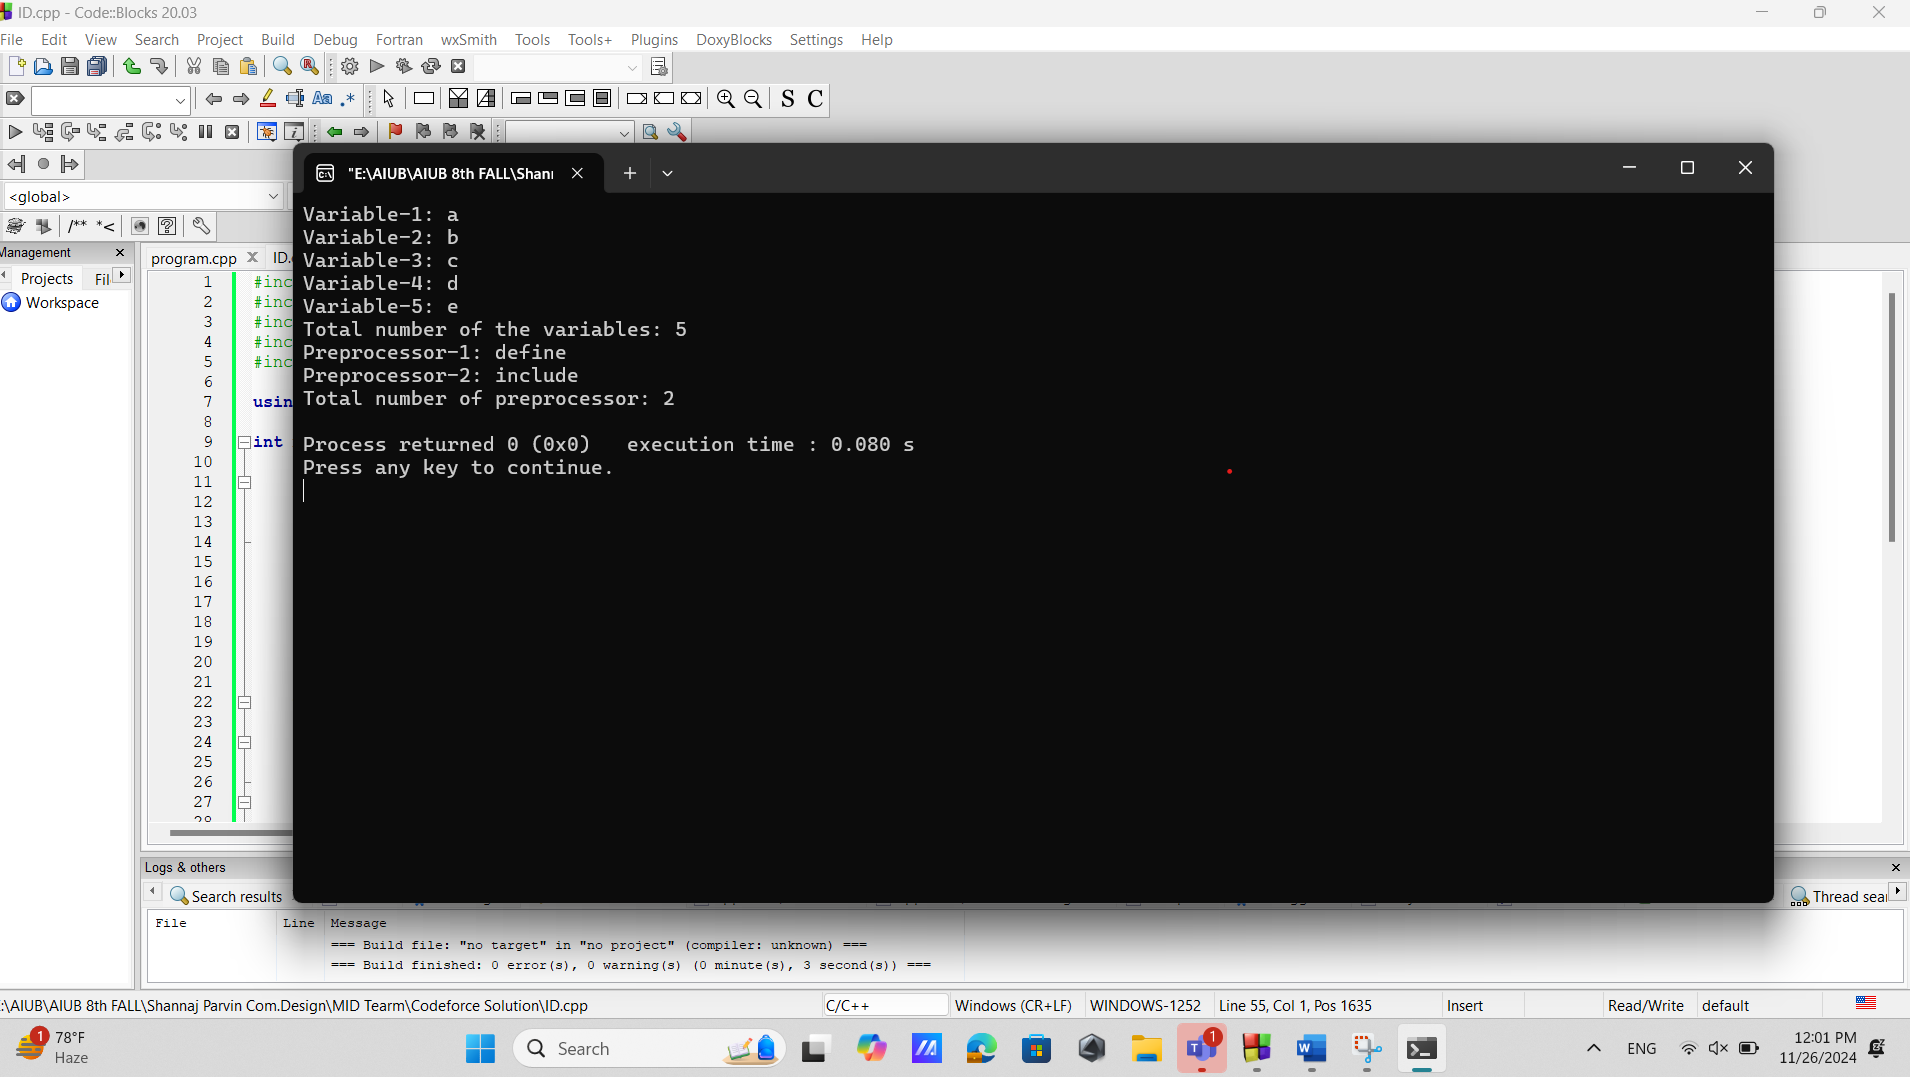 ID.cpp - Code::Blocks 20.03
File Edit View Search Project Build Debug Fortran wxSmith Tools Tools+ Plugins DoxyBlocks Settings Help
S C
<global>
/** *<
Management
Projects
Workspace
program.cpp
"E:\AIUB\AIUB 8th FALL\Shann
Variable-1: a
Variable-2: b
Variable-3: c
Variable-4: d
Variable-5: e
Total number of the variables: 5
Preprocessor-1: define
Preprocessor-2: include
Total number of preprocessor: 2
Process returned 0 (0x0) execution time : 0.080 s
Press any key to continue.
1 #inc
2 #inc
3 #inc
4 #inc
5 #inc
6
7 usin
8
9 int
10
11
12
13
14
15
16
17
18
19
20
21
22
23
24
25
26
27
28
Logs & others
Search results
Thread sear
File Line Message
=== Build file: "no target" in "no project" (compiler: unknown) ===
=== Build finished: 0 error(s), 0 warning(s) (0 minute(s), 3 second(s)) ===
:\AIUB\AIUB 8th FALL\Shannaj Parvin Com.Design\MID Tearm\Codeforce Solution\ID.cpp C/C++ Windows (CR+LF) WINDOWS-1252 Line 55, Col 1, Pos 1635 Insert Read/Write default
1 78°F
Haze
Search
1
ENG
12:01 PM
11/26/2024